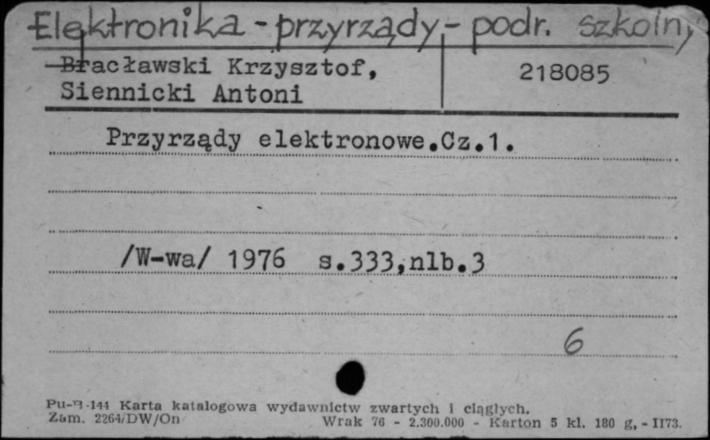 Elektronika - przyrządy - podr. szkolny
Bracławski Krzysztof, 218085
Siennicki Antoni
Przyrządy elektronowe.Cz.1.
/W-wa/ 1976 s.333,nlb.3
6
Pu-B-144 Karta katalogowa wydawnictw zwartych i ciągłych.
Zam. 2264/DW/On Wrak 76 - 2.300.000 - Karton 5 kl. 180 g, - II73.